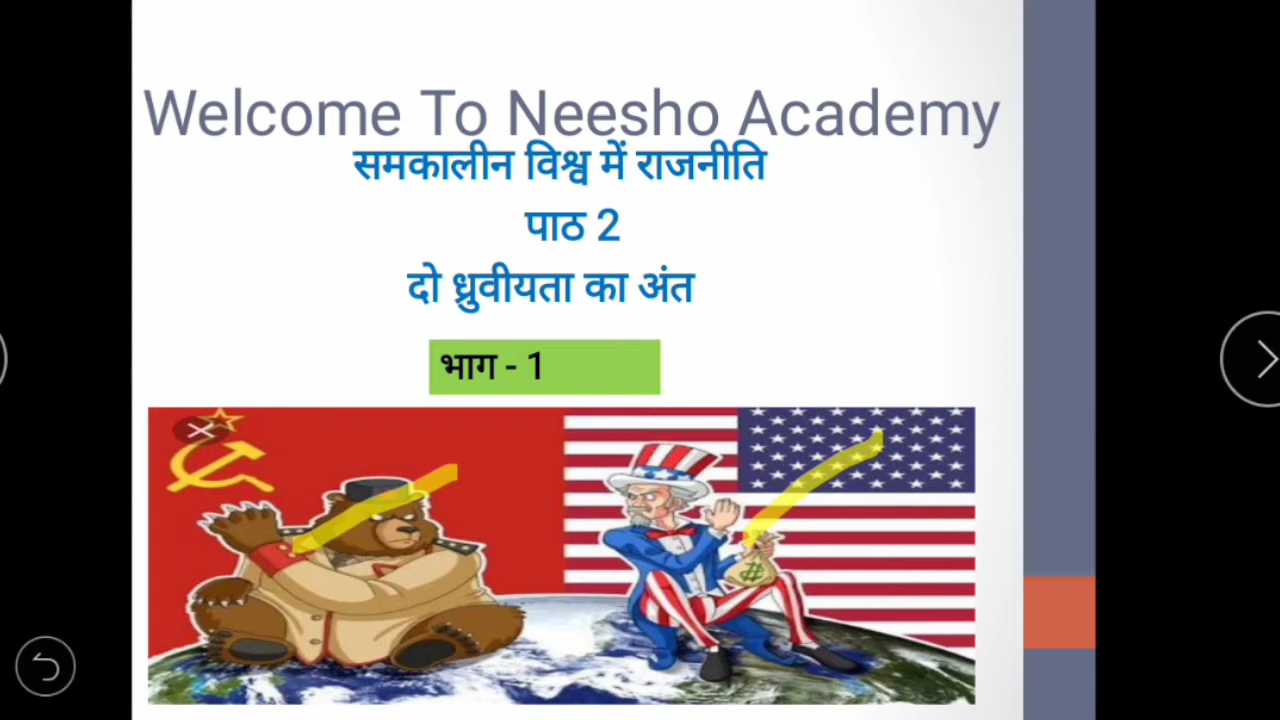 Welcome To Neesho Academy
समकालीन विश्व में राजनीति
पाठ 2
दो ध्रुवीयता का अंत
भाग - 1